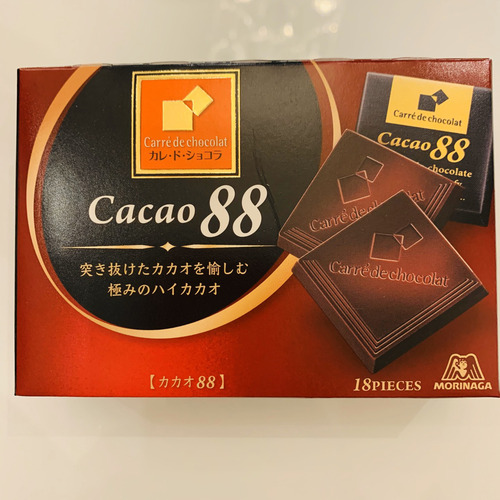 Carré de chocolat
カレ・ド・ショコラ
Cacao 88
突き抜けたカカオを愉しむ
極みのハイカカオ
【カカオ88】
Carré de chocolat
Cacao 88
chocolate
Carré de chocolat
Carré de chocolat
18PIECES
MORINAGA